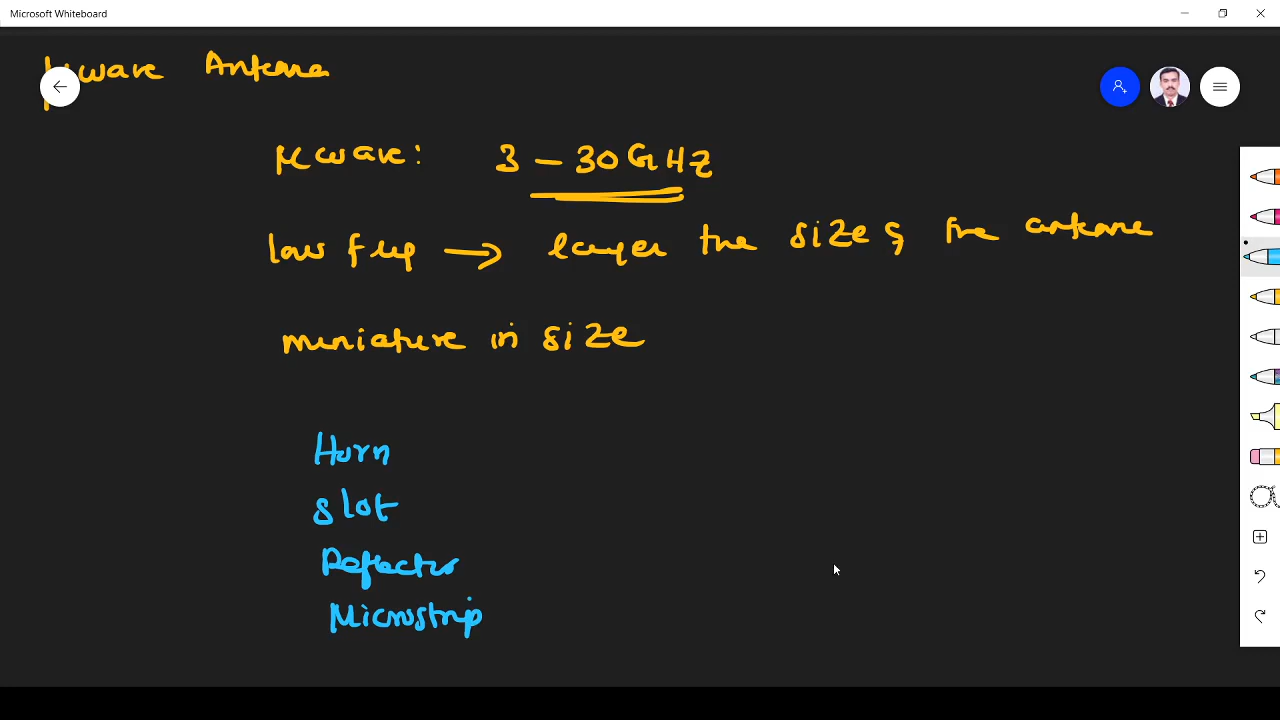 Microsoft Whiteboard
μwave Antenna
μwave: 3 – 30 GHZ
low freq → larger the size of the antenna
miniature in size
Horn
slot
Reflector
Microstrip